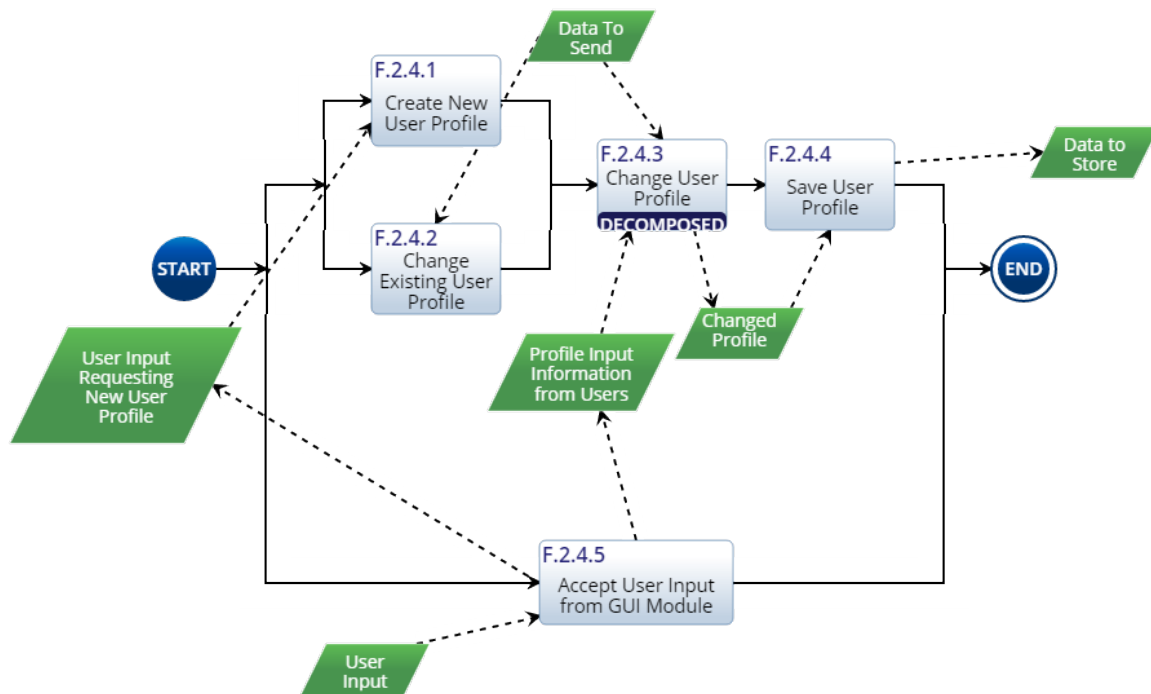 Data To
Send
F.2.4.1
Create New
User Profile
F.2.4.3
Change User
Profile
DECOMPOSED
F.2.4.4
Save User
Profile
Data to
Store
F.2.4.2
Change
Existing User
Profile
START
END
User Input
Requesting
New User
Profile
Profile Input
Information
from Users
Changed
Profile
F.2.4.5
Accept User Input
from GUI Module
User
Input